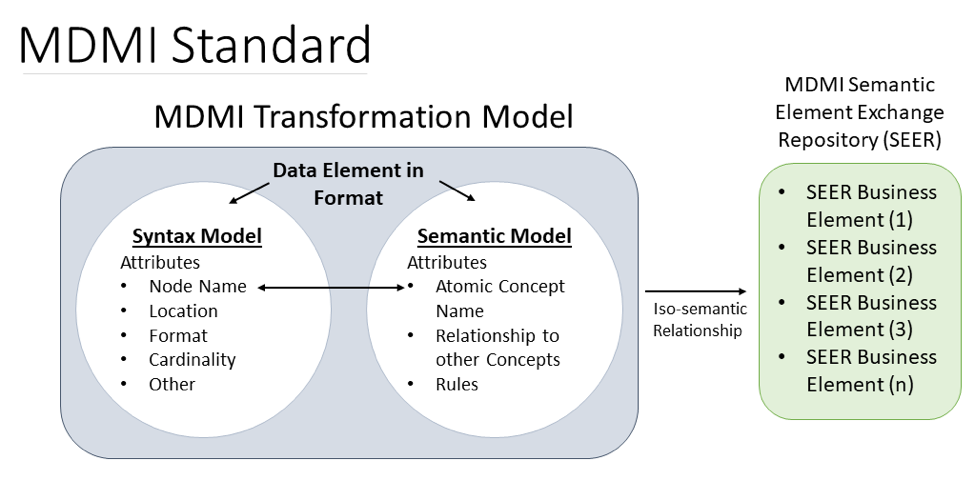 MDMI Standard
MDMI Transformation Model
Data Element in
Format
Syntax Model
Attributes
• Node Name
• Location
• Format
• Cardinality
• Other
Semantic Model
Attributes
• Atomic Concept
Name
• Relationship to
other Concepts
• Rules
Iso-semantic
Relationship
MDMI Semantic
Element Exchange
Repository (SEER)
• SEER Business
Element (1)
• SEER Business
Element (2)
• SEER Business
Element (3)
• SEER Business
Element (n)